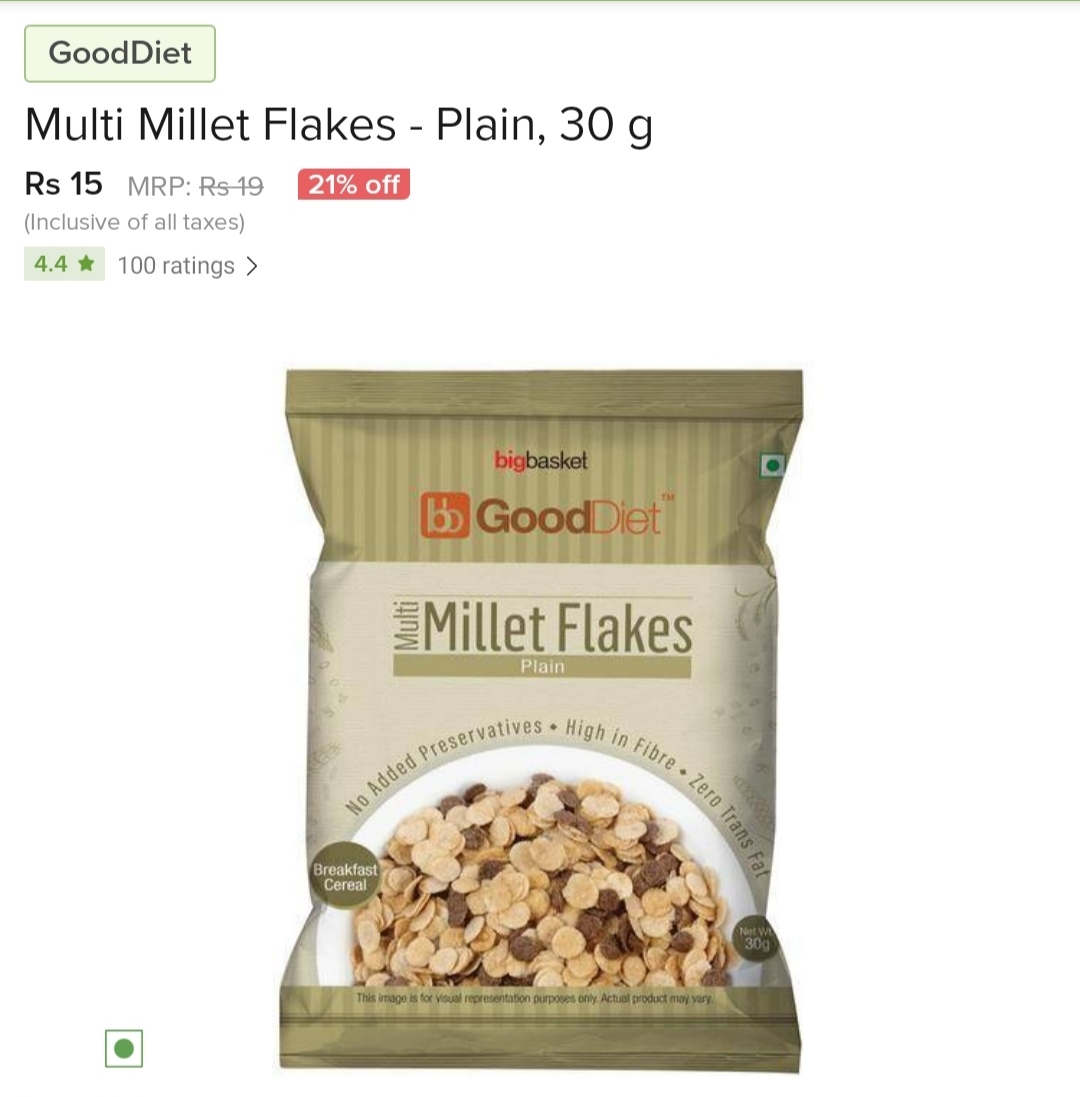 GoodDiet
Multi Millet Flakes - Plain, 30 g
Rs 15 MRP: Rs 19 21% off
(Inclusive of all taxes)
4.4 ★ 100 ratings >
bigbasket
bb GoodDiet™
Multi Millet Flakes
Plain
No Added Preservatives • High in Fibre • Zero Trans Fat
Breakfast
Cereal
Net Wt.
30g
This image is for visual representation purposes only. Actual product may vary.